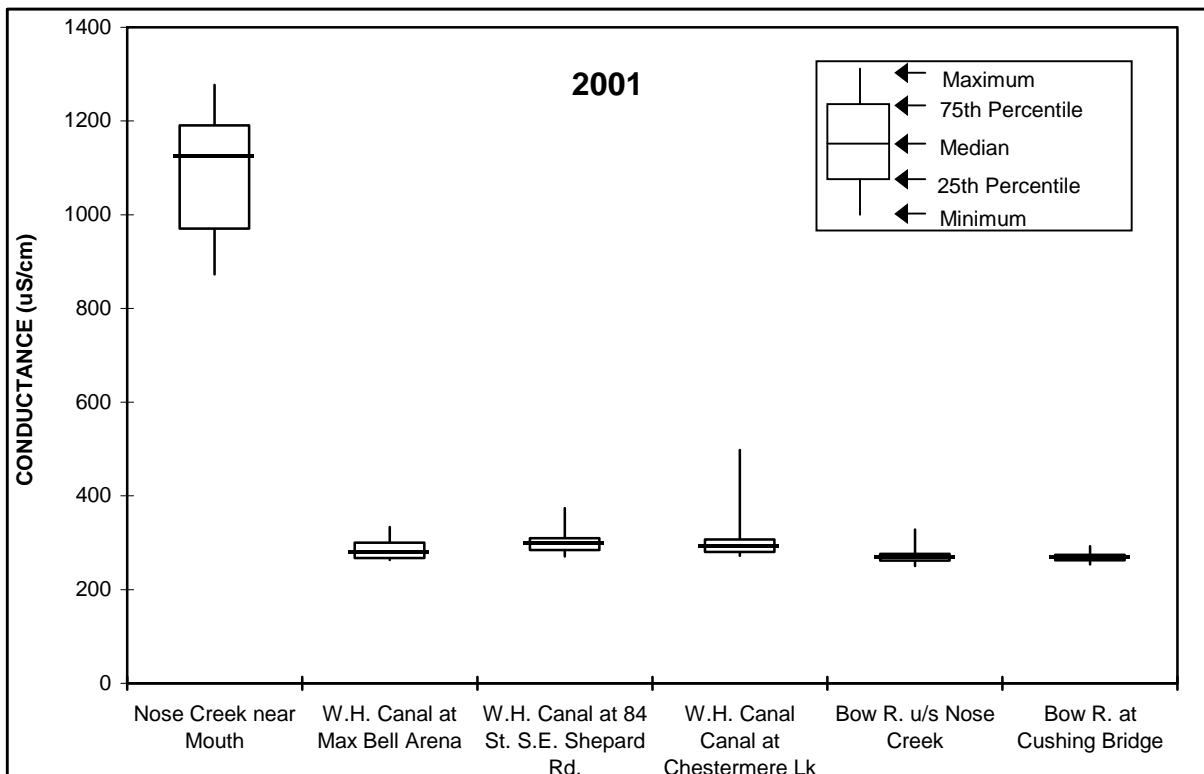 2001
Maximum
75th Percentile
Median
25th Percentile
Minimum
CONDUCTANCE (uS/cm)
1400
1200
1000
800
600
400
200
0
Nose Creek near
Mouth
W.H. Canal at
Max Bell Arena
W.H. Canal at 84
St. S.E. Shepard
Rd.
W.H. Canal
Canal at
Chestermere Lk
Bow R. u/s Nose
Creek
Bow R. at
Cushing Bridge